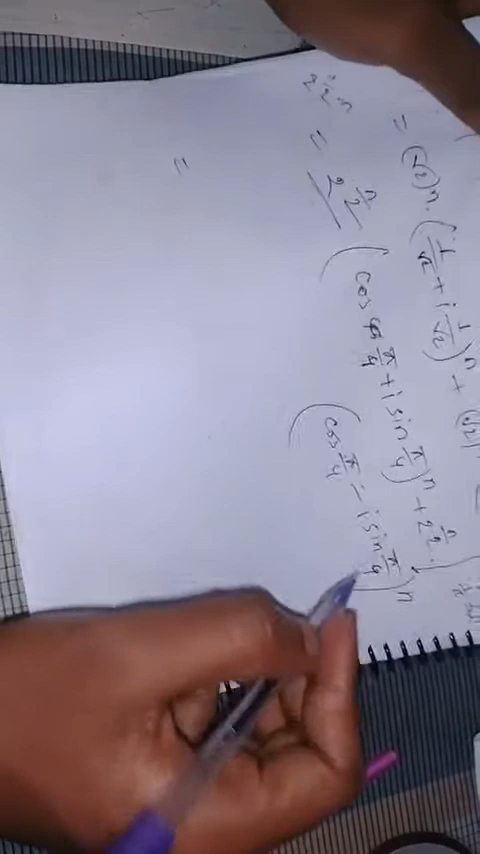 = (√2)ⁿ. (1/√2 + i 1/√2)ⁿ + (√2)ⁿ
2^(½n)
= 2^(n/2) (cos π/4 + i sin π/4)ⁿ + 2^(n/2).
(cos π/4 - i sin π/4)ⁿ
=